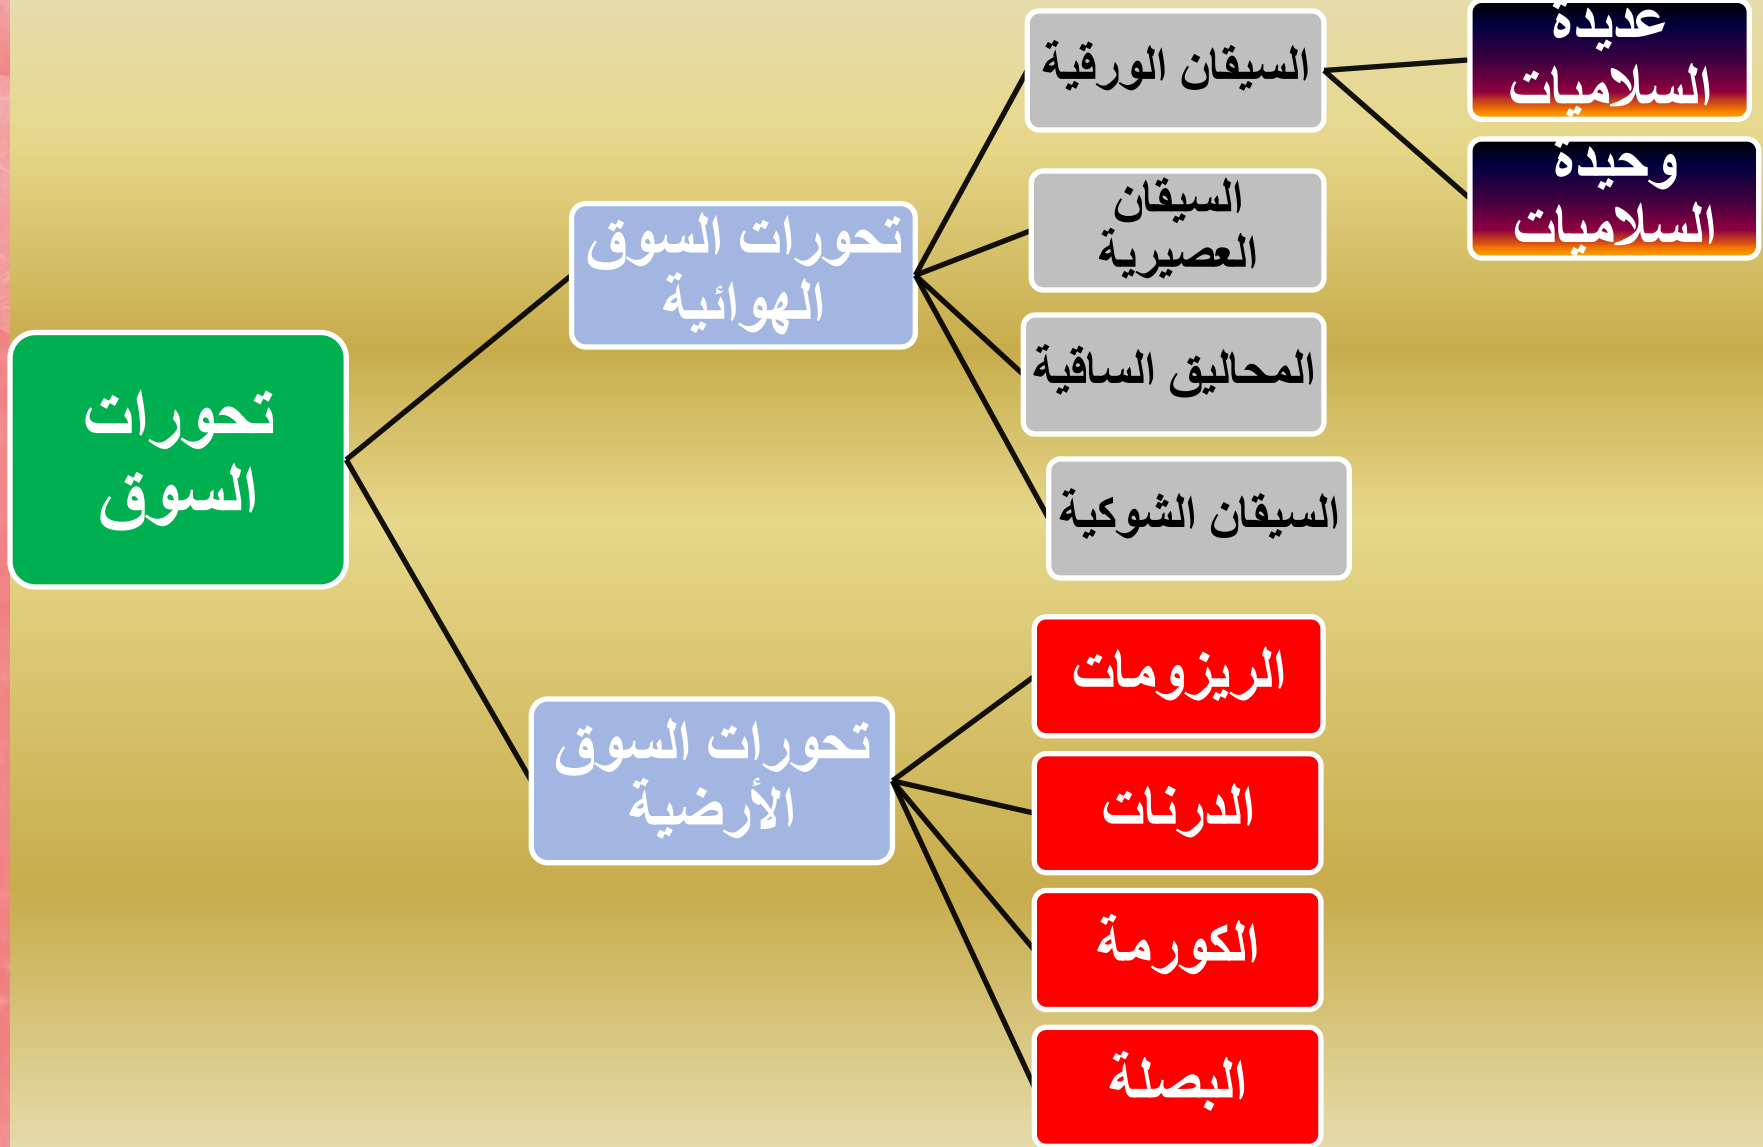 تحورات
السوق
تحورات السوق
الهوائية
السيقان الورقية
عديدة
السلاميات
وحيدة
السلاميات
السيقان
العصيرية
المحاليق الساقية
السيقان الشوكية
تحورات السوق
الأرضية
الريزومات
الدرنات
الكورمة
البصلة